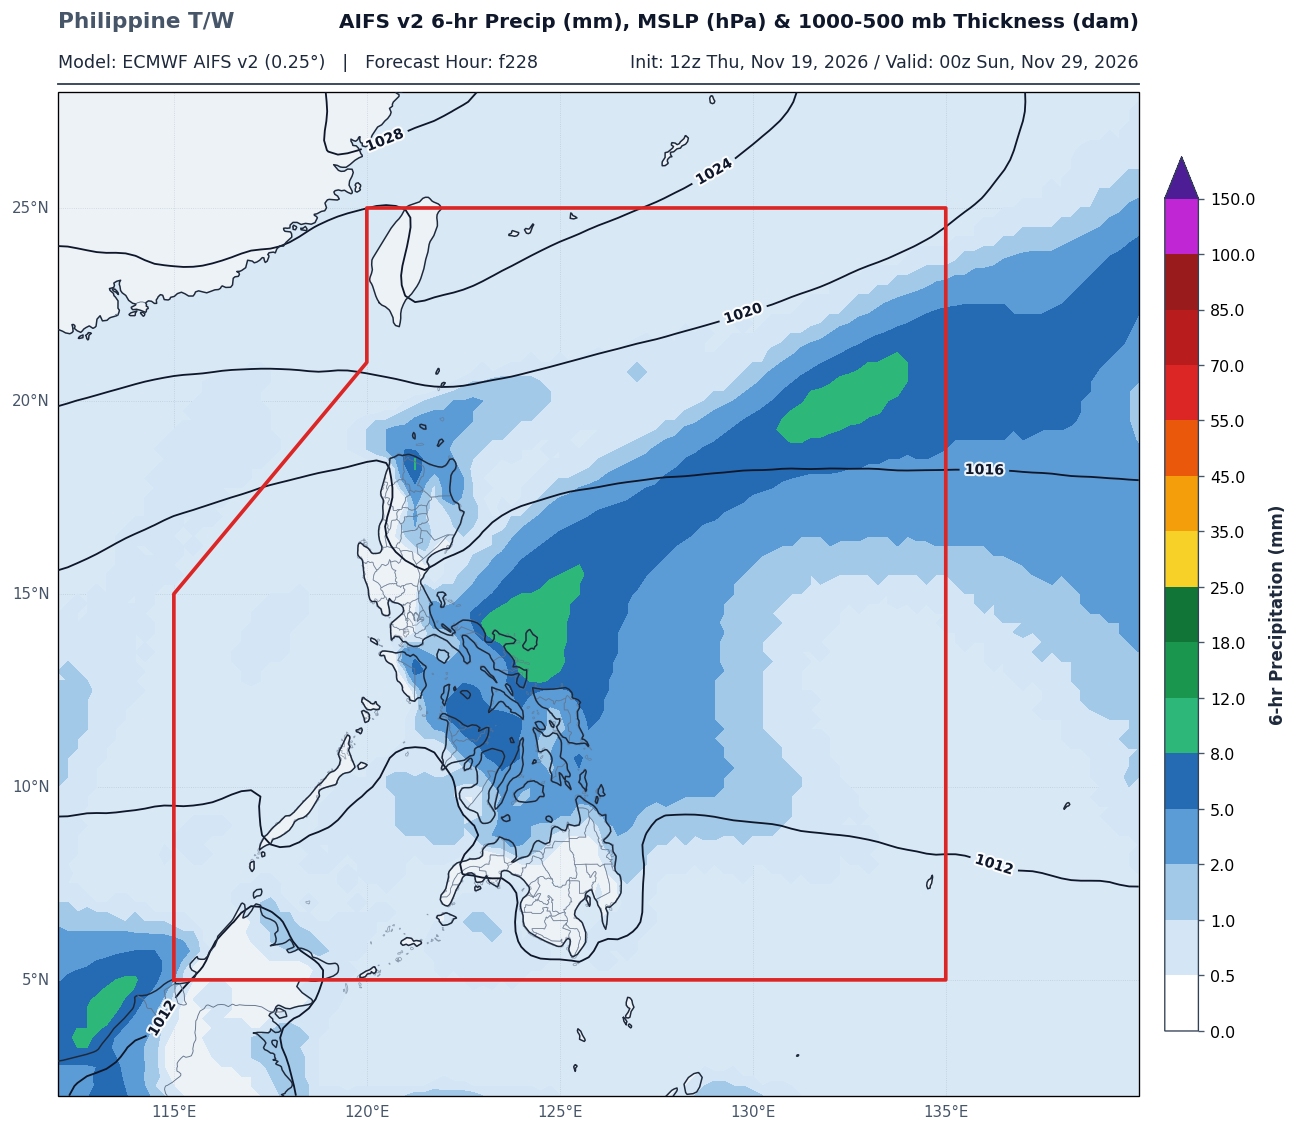 Philippine T/W
AIFS v2 6-hr Precip (mm), MSLP (hPa) & 1000-500 mb Thickness (dam)
Model: ECMWF AIFS v2 (0.25°) | Forecast Hour: f228
Init: 12z Thu, Nov 19, 2026 / Valid: 00z Sun, Nov 29, 2026
1028
1024
1020
1016
1012
1012
25°N
20°N
15°N
10°N
5°N
115°E
120°E
125°E
130°E
135°E
150.0
100.0
85.0
70.0
55.0
45.0
35.0
25.0
18.0
12.0
8.0
5.0
2.0
1.0
0.5
0.0
6-hr Precipitation (mm)